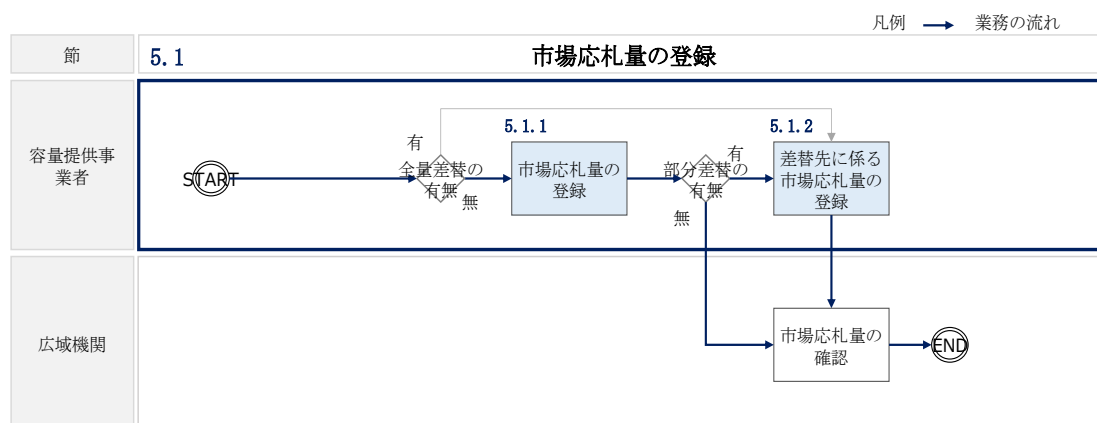 凡例 業務の流れ
節 5.1 市場応札量の登録
容量提供事
業者
START
有
全量差替の
有無
無
5.1.1
市場応札量の
登録
有
部分差替の
有無
無
5.1.2
差替先に係る
市場応札量の
登録
広域機関
市場応札量の
確認
END